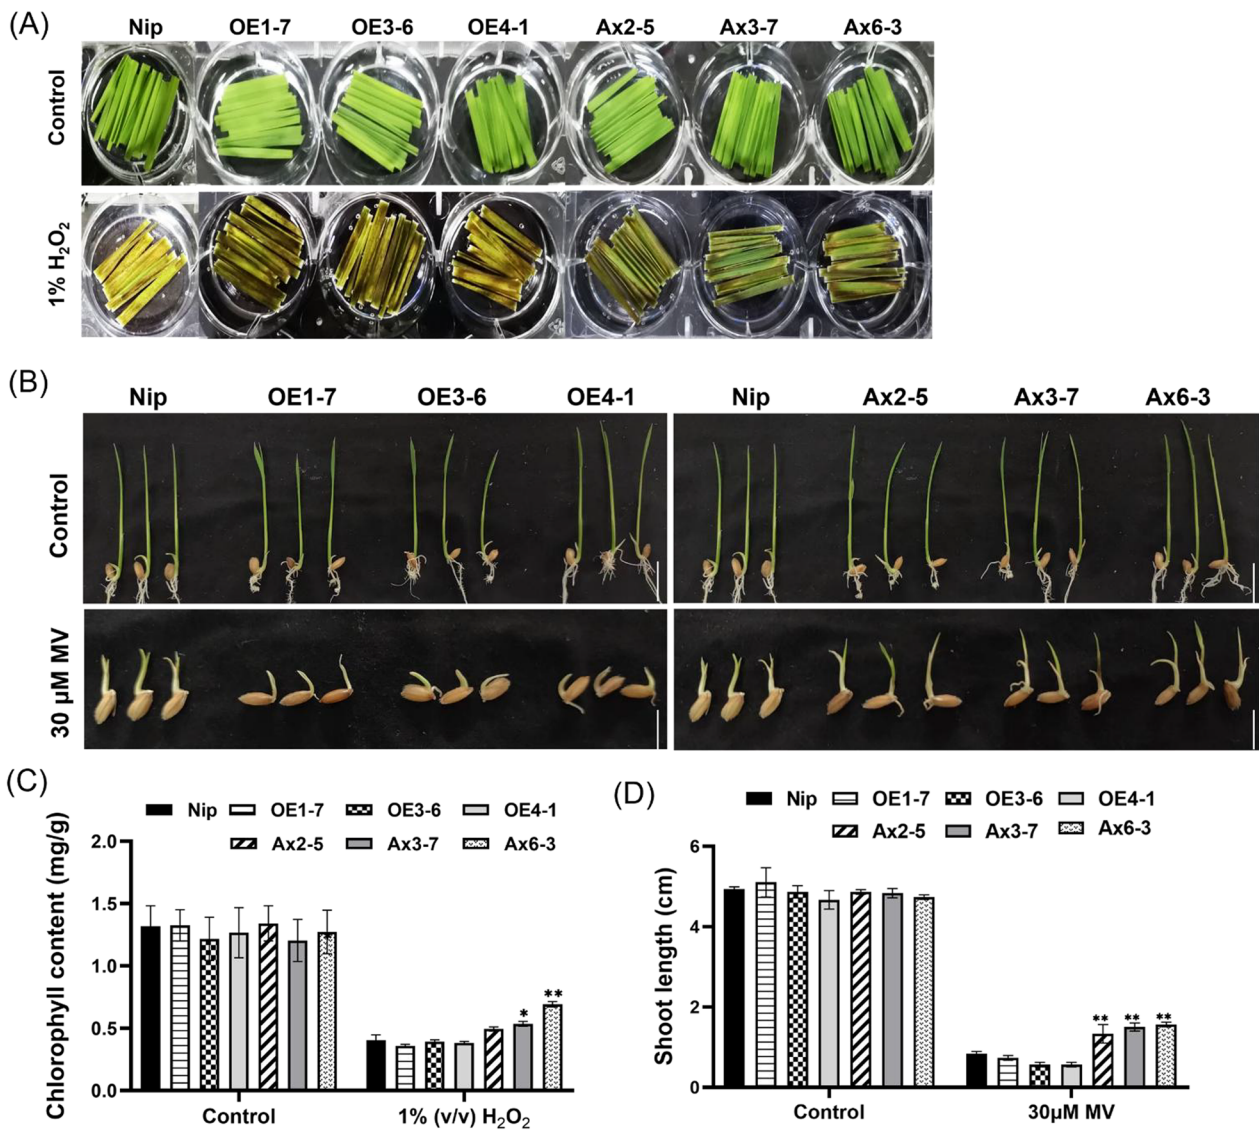 (A)
Nip OE1-7 OE3-6 OE4-1 Ax2-5 Ax3-7 Ax6-3
Control
1% H₂O₂
(B)
Nip OE1-7 OE3-6 OE4-1 Nip Ax2-5 Ax3-7 Ax6-3
Control
30 µM MV
(C)
Nip OE1-7 OE3-6 OE4-1
Ax2-5 Ax3-7 Ax6-3
Chlorophyll content (mg/g)
2.0
1.5
1.0
0.5
0.0
* **
Control 1% (v/v) H₂O₂
(D)
Nip OE1-7 OE3-6 OE4-1
Ax2-5 Ax3-7 Ax6-3
Shoot length (cm)
6
4
2
0
** ** **
Control 30µM MV